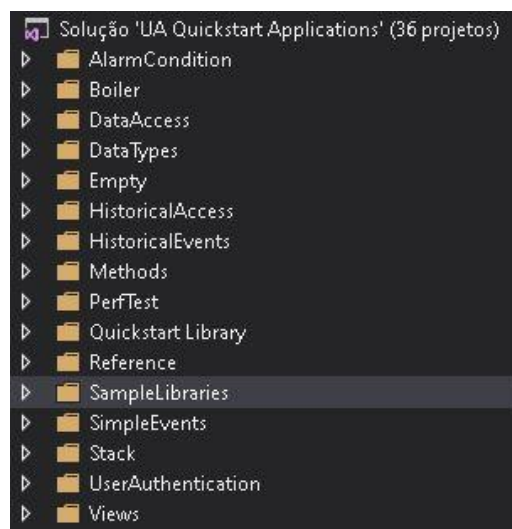 Solução 'UA Quickstart Applications' (36 projetos)
AlarmCondition
Boiler
DataAccess
DataTypes
Empty
HistoricalAccess
HistoricalEvents
Methods
PerfTest
Quickstart Library
Reference
SampleLibraries
SimpleEvents
Stack
UserAuthentication
Views